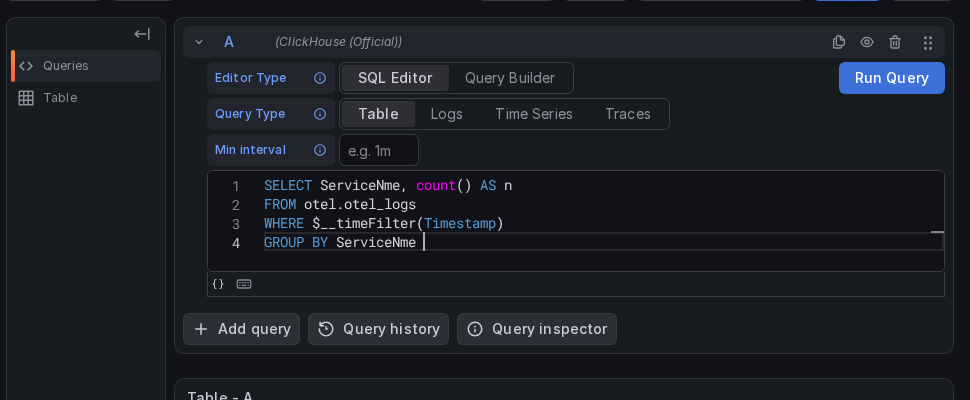 A (ClickHouse (Official))
Queries
Table
Editor Type SQL Editor Query Builder Run Query
Query Type Table Logs Time Series Traces
Min interval e.g. 1m
1 SELECT ServiceNme, count() AS n
2 FROM otel.otel_logs
3 WHERE $__timeFilter(Timestamp)
4 GROUP BY ServiceNme
{}
Add query Query history Query inspector
Table - A